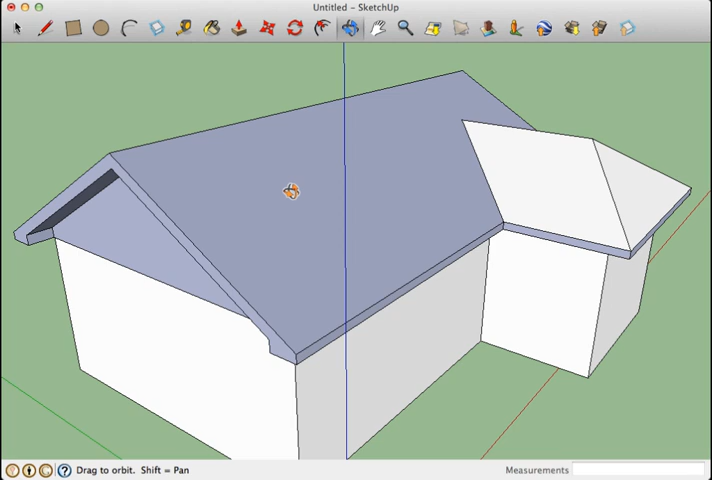 Untitled – SketchUp
Drag to orbit. Shift = Pan
Measurements